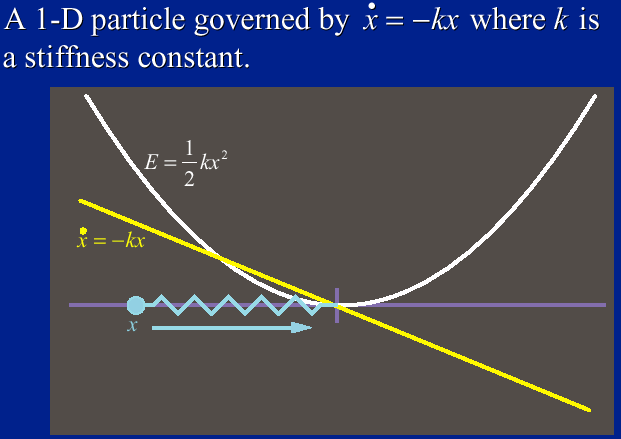 A 1-D particle governed by ẋ = −kx where k is
a stiffness constant.
E = 1/2 kx²
ẋ = −kx
x